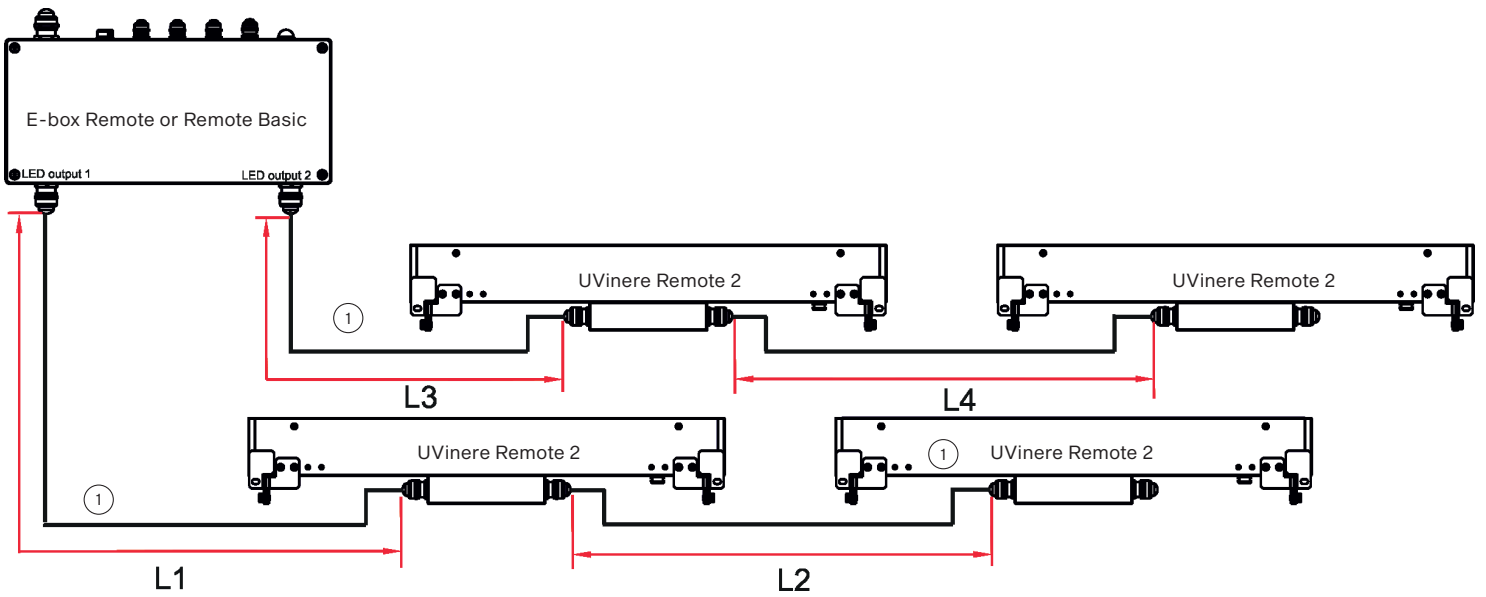 E-box Remote or Remote Basic
LED output 1
LED output 2
UVinere Remote 2
UVinere Remote 2
1
L3
L4
UVinere Remote 2
1 UVinere Remote 2
1
L1
L2